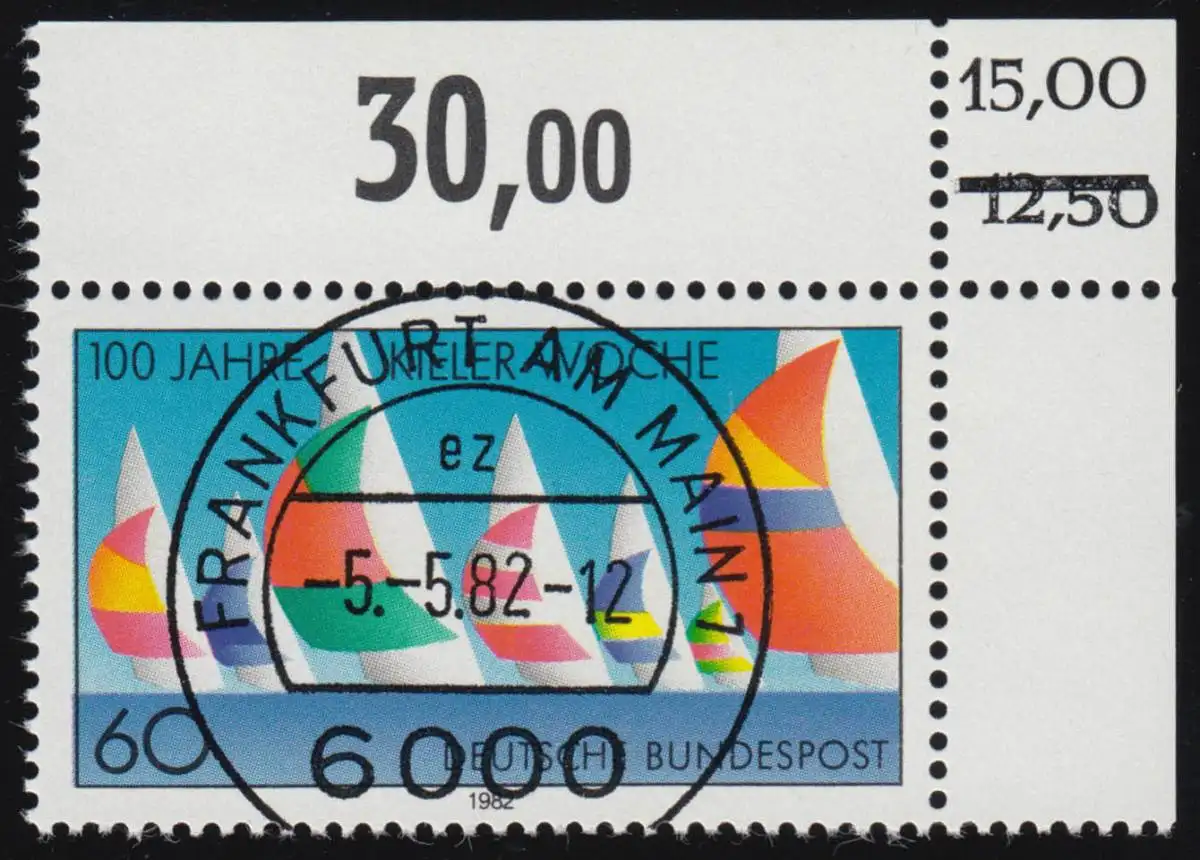 30,00
15,00
12,50
100 JAHRE KIELER WOCHE
FRANKFURT AM MAIN 1
ez
-5.-5.82-12
6000
60
DEUTSCHE BUNDESPOST
1982